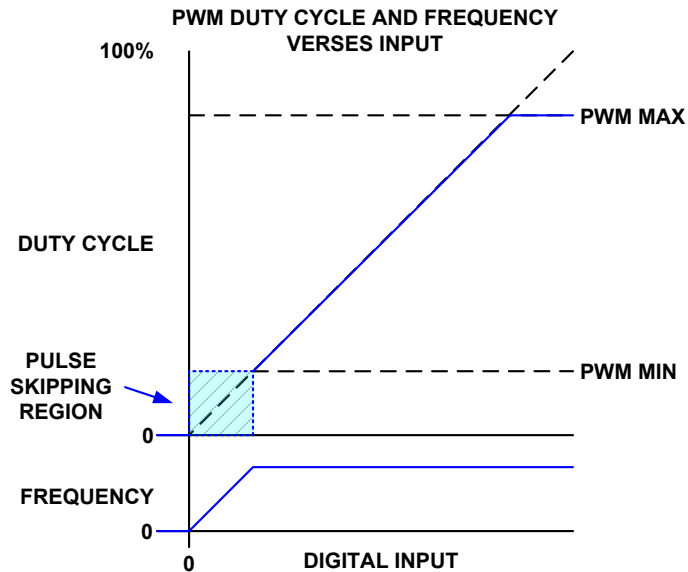 PWM DUTY CYCLE AND FREQUENCY
VERSES INPUT
100%
PWM MAX
DUTY CYCLE
PULSE
SKIPPING
REGION
PWM MIN
0
FREQUENCY
0
0
DIGITAL INPUT